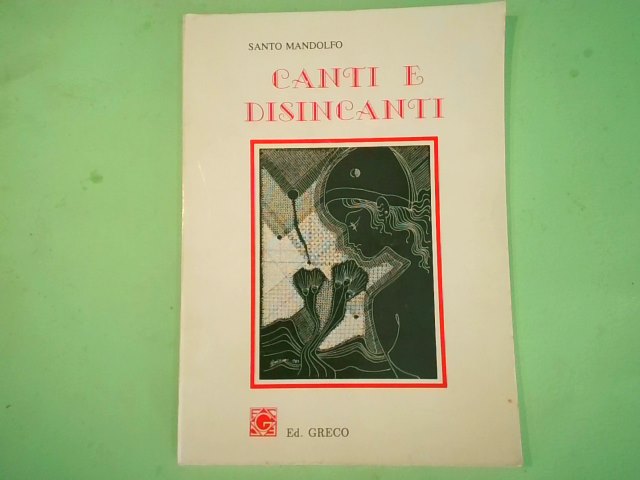 SANTO MANDOLFO
CANTI E
DISINCANTI
G
Ed. GRECO